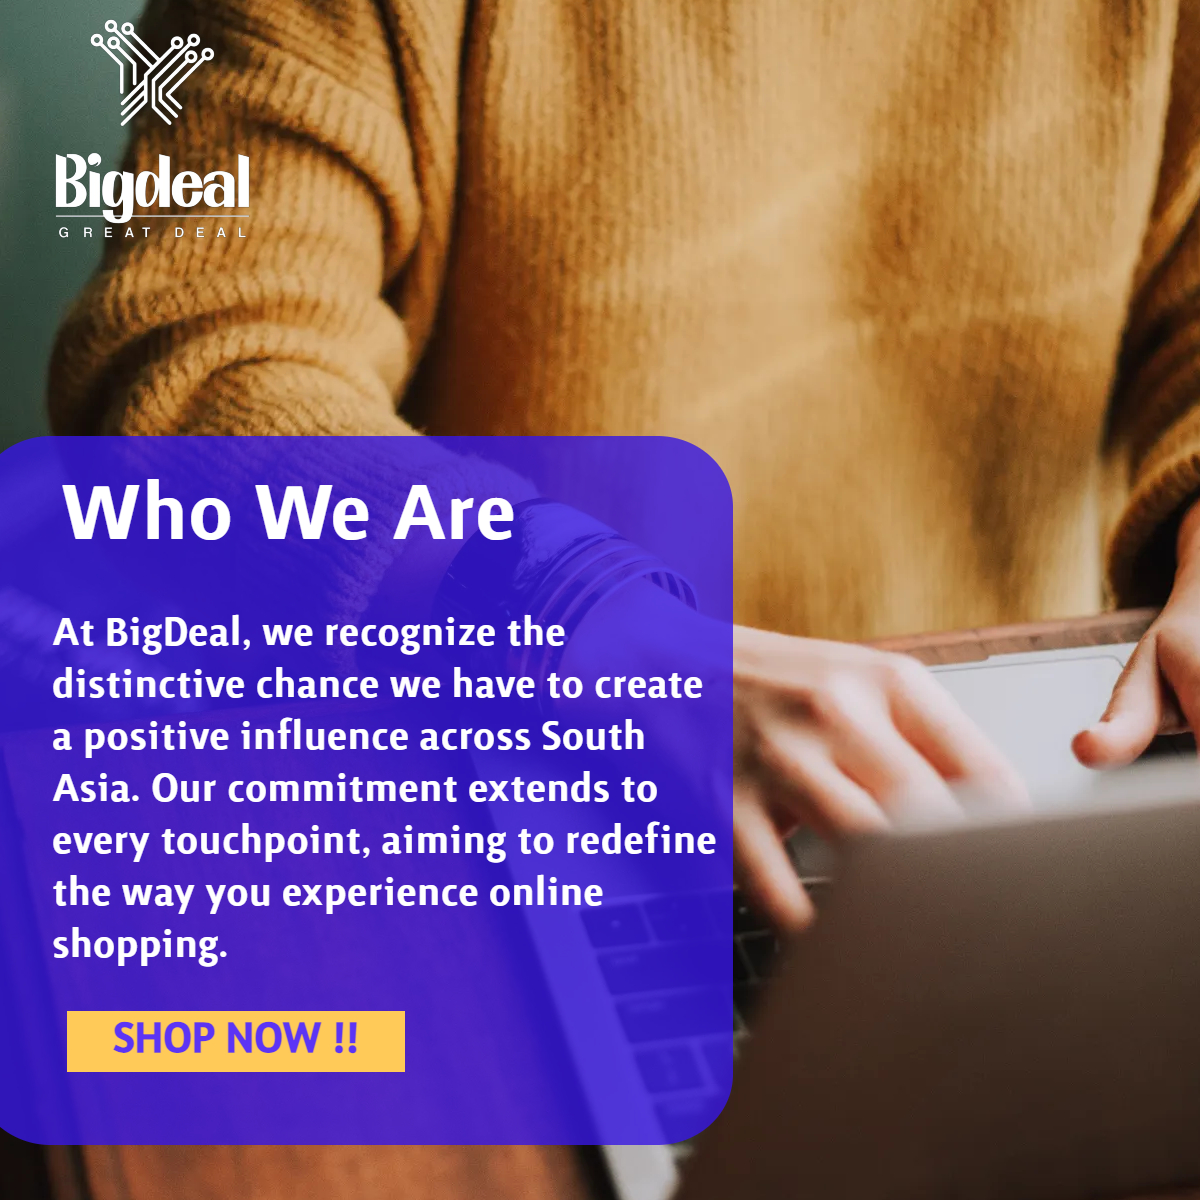 Bigdeal
GREAT DEAL
Who We Are
At BigDeal, we recognize the
distinctive chance we have to create
a positive influence across South
Asia. Our commitment extends to
every touchpoint, aiming to redefine
the way you experience online
shopping.
SHOP NOW !!